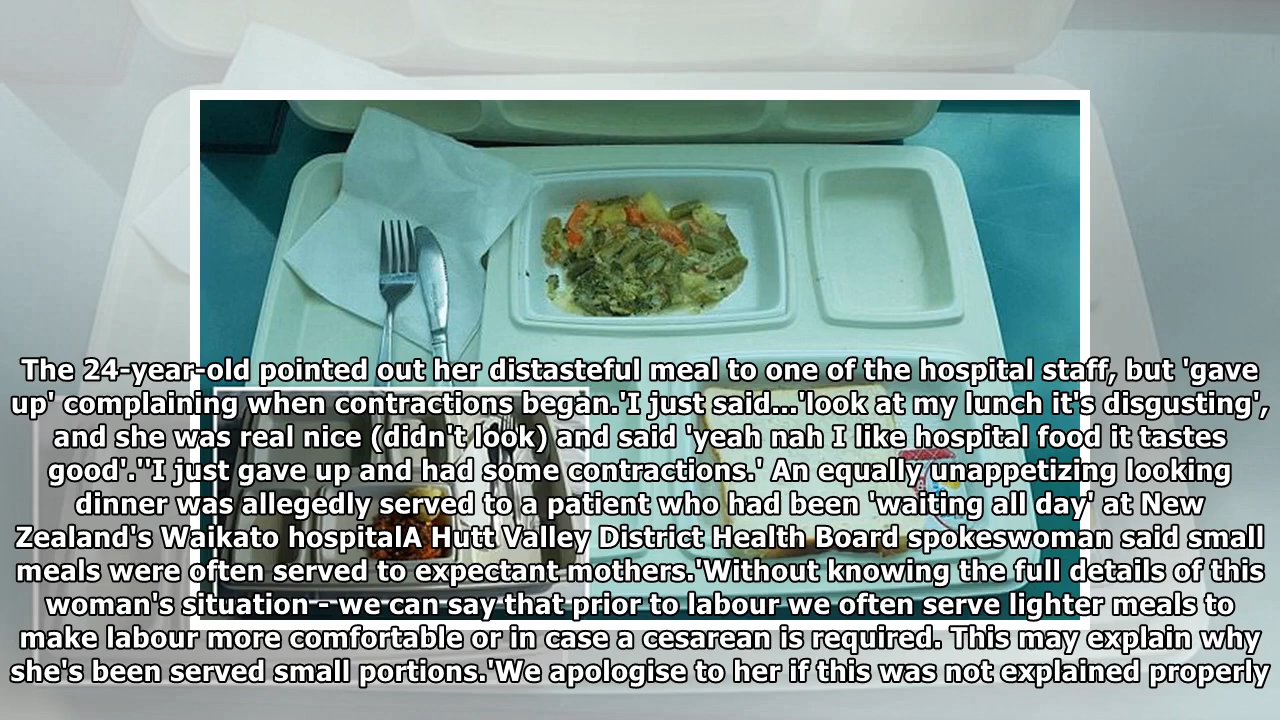 The 24-year-old pointed out her distasteful meal to one of the hospital staff, but 'gave
up' complaining when contractions began.'I just said...'look at my lunch it's disgusting',
and she was real nice (didn't look) and said 'yeah nah I like hospital food it tastes
good'.''I just gave up and had some contractions.' An equally unappetizing looking
dinner was allegedly served to a patient who had been 'waiting all day' at New
Zealand's Waikato hospitalA Hutt Valley District Health Board spokeswoman said small
meals were often served to expectant mothers.'Without knowing the full details of this
woman's situation - we can say that prior to labour we often serve lighter meals to
make labour more comfortable or in case a cesarean is required. This may explain why
she's been served small portions.'We apologise to her if this was not explained properly